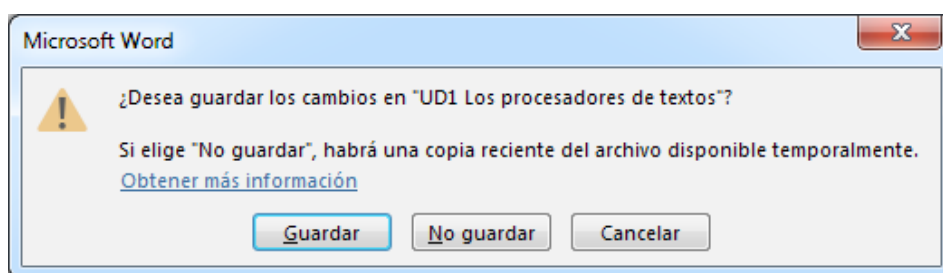 Microsoft Word
¿Desea guardar los cambios en "UD1 Los procesadores de textos"?
Si elige "No guardar", habrá una copia reciente del archivo disponible temporalmente.
Obtener más información
Guardar No guardar Cancelar